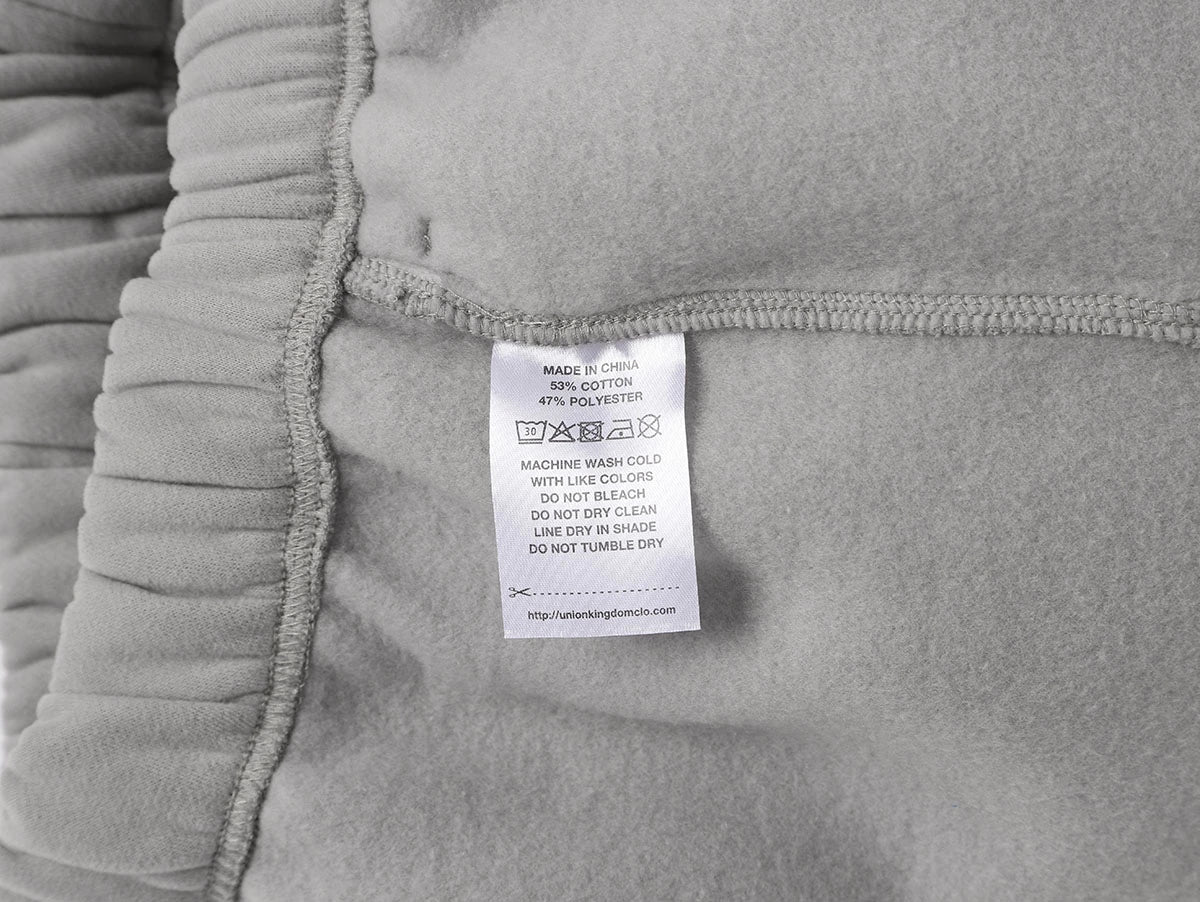 MADE IN CHINA
53% COTTON
47% POLYESTER
30
MACHINE WASH COLD
WITH LIKE COLORS
DO NOT BLEACH
DO NOT DRY CLEAN
LINE DRY IN SHADE
DO NOT TUMBLE DRY
http://unionkingdomclo.com